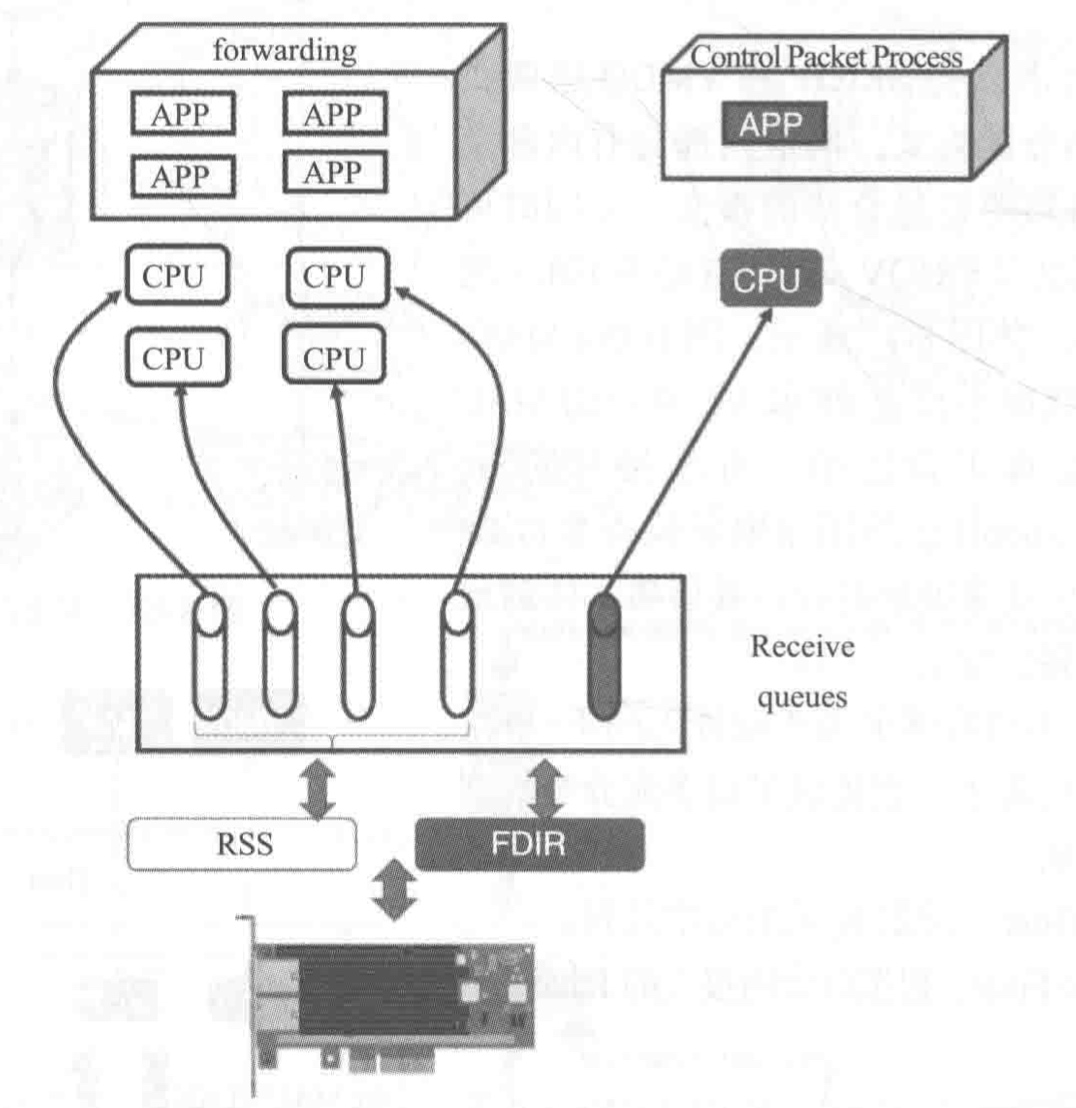 forwarding
APP
APP
APP
APP
Control Packet Process
APP
CPU
CPU
CPU
CPU
CPU
Receive
queues
RSS
FDIR